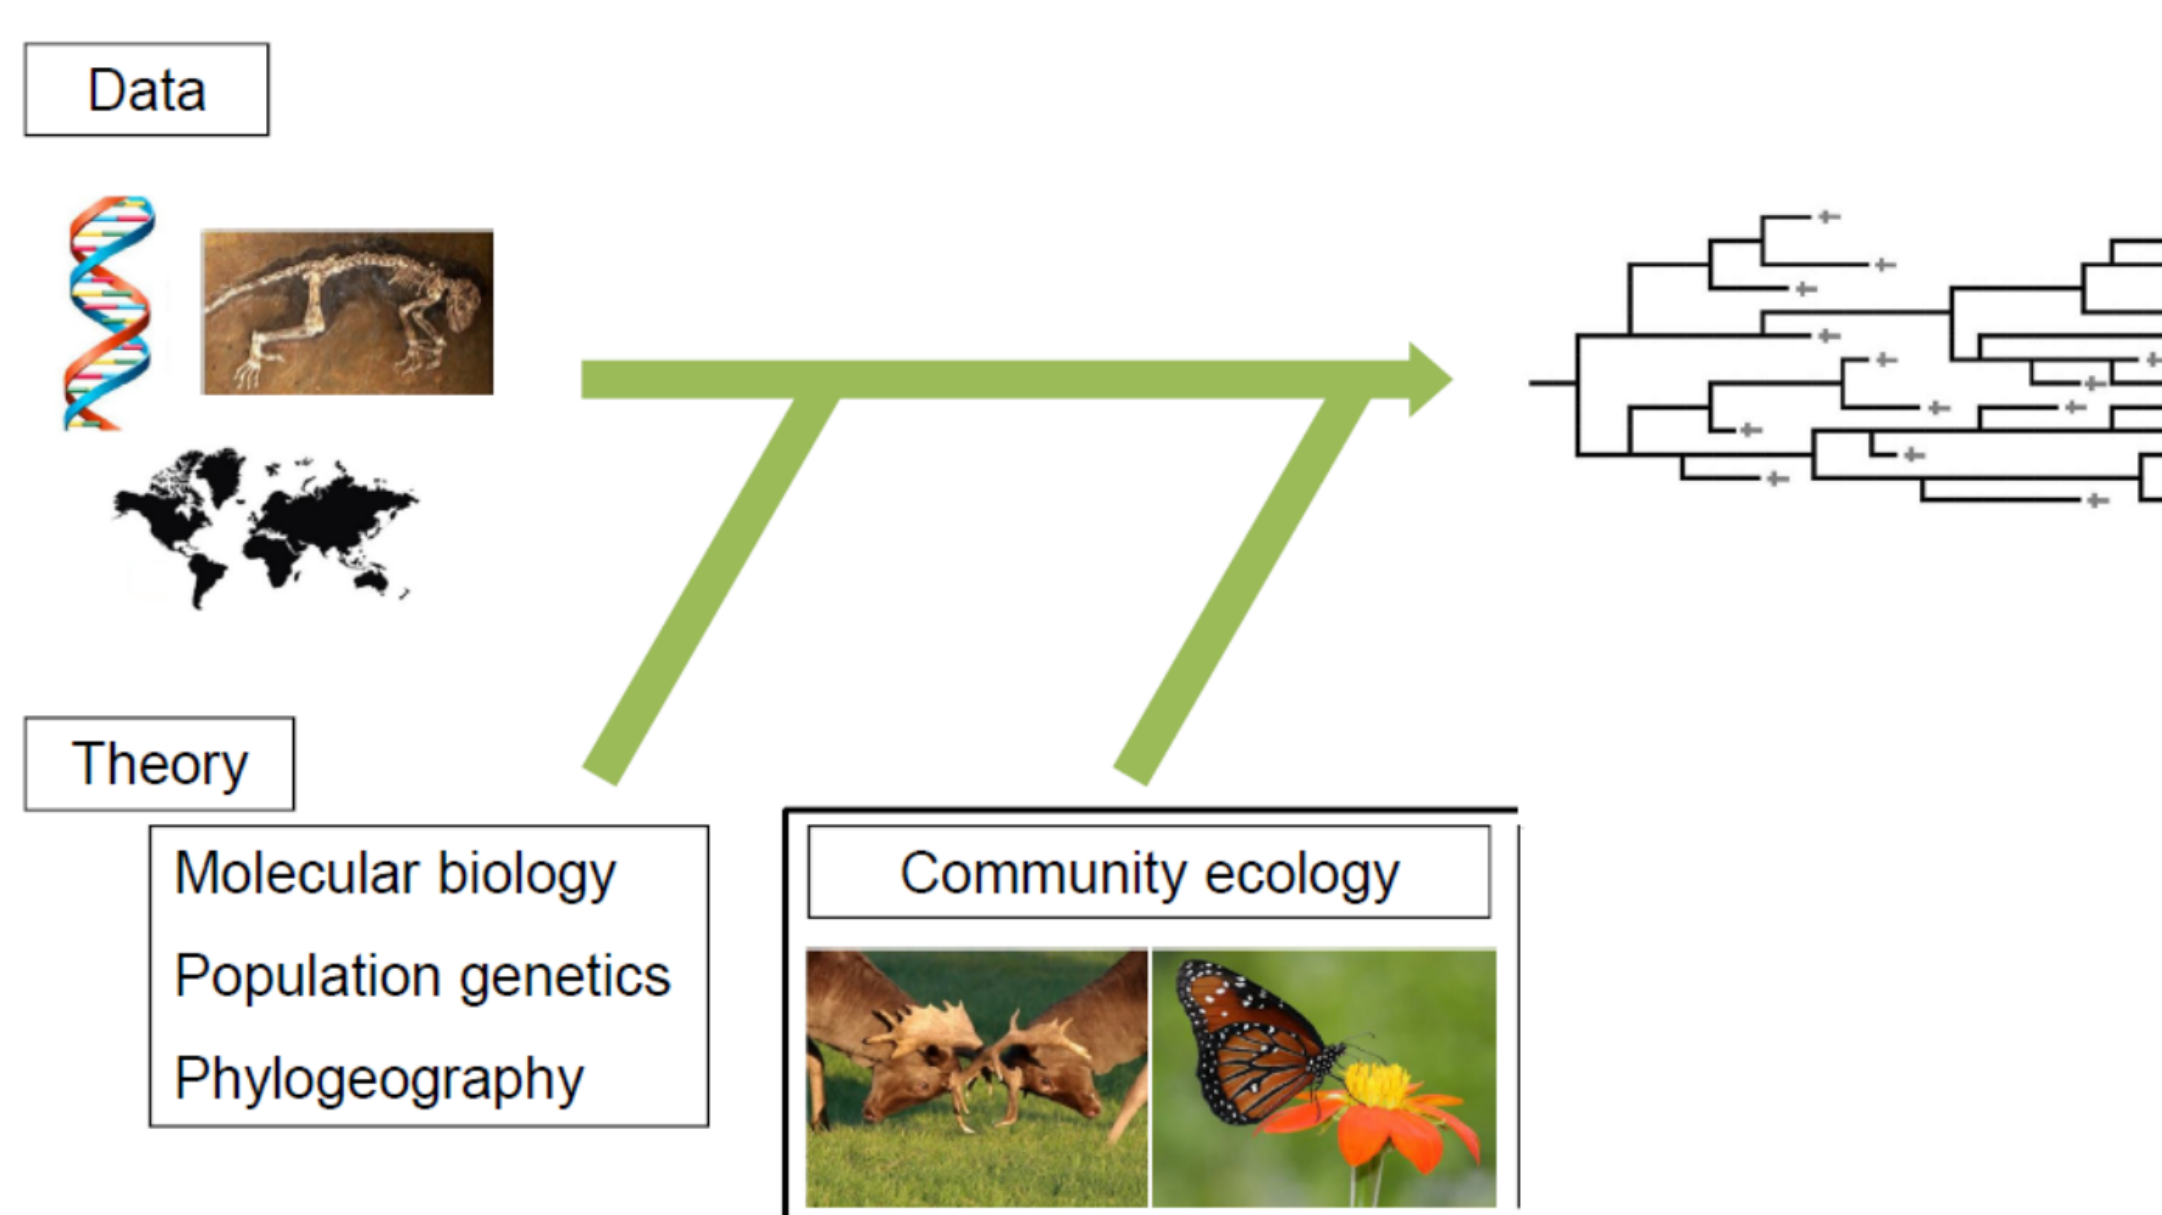 Data
Theory
Molecular biology
Population genetics
Phylogeography
Community ecology